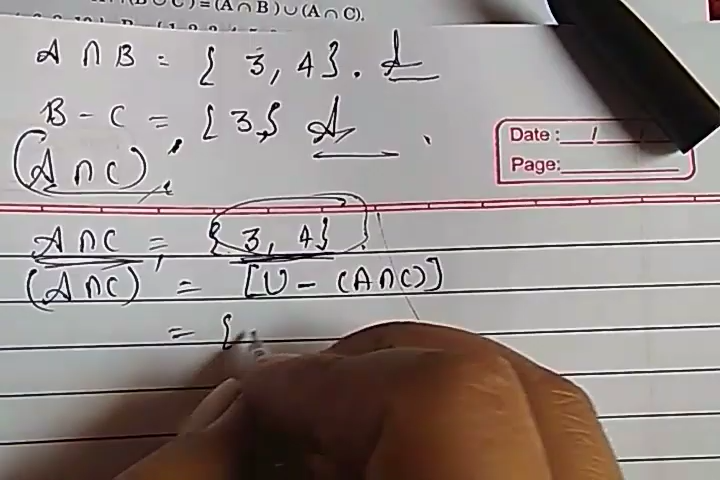 (B ∪ C) = (A ∩ B) ∪ (A ∩ C).
A ∩ B = { 3, 4}. A
B - C = {3,} A
Date : / /
(A ∩ C)'
Page:
A ∩ C = { 3, 4}
(A ∩ C)' = [U - (A ∩ C)]
= {